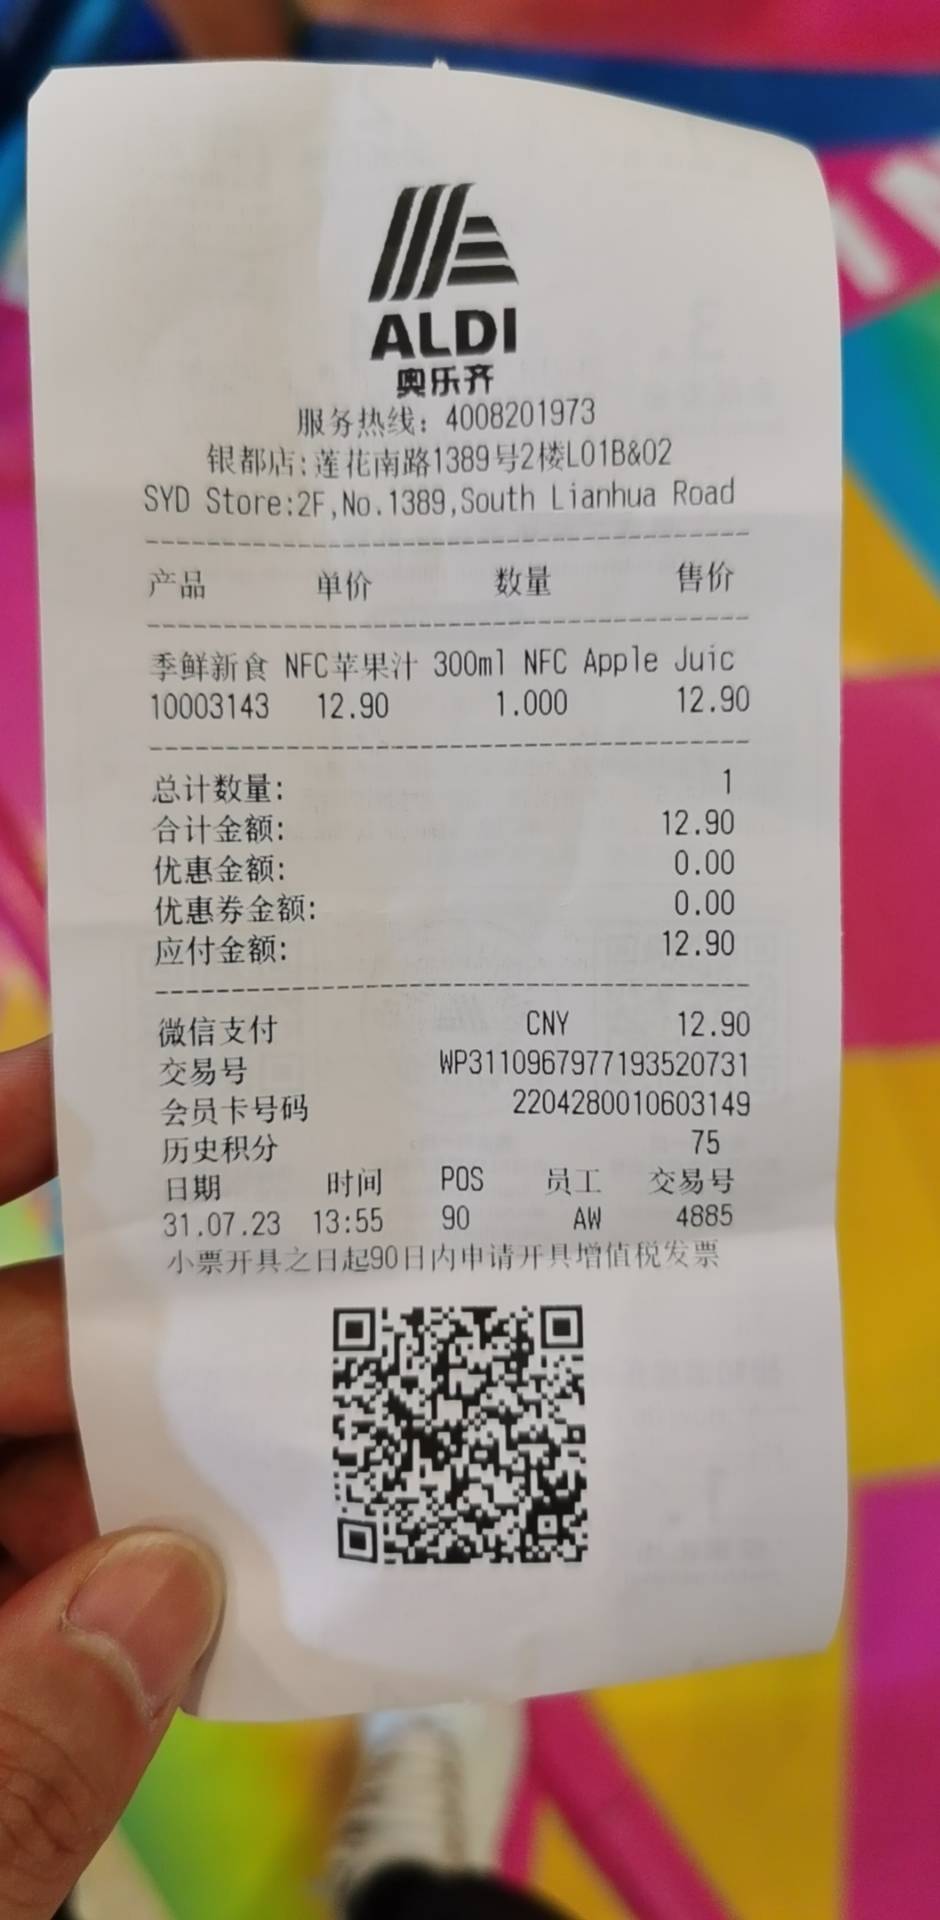 ALDI
奥乐齐
服务热线：4008201973
银都店:莲花南路1389号2楼L01B&02
SYD Store:2F,No.1389,South Lianhua Road
产品 单价 数量 售价
季鲜新食 NFC苹果汁 300ml NFC Apple Juic
10003143 12.90 1.000 12.90
总计数量: 1
合计金额: 12.90
优惠金额: 0.00
优惠券金额: 0.00
应付金额: 12.90
微信支付 CNY 12.90
交易号 WP3110967977193520731
会员卡号码 2204280010603149
历史积分 75
日期 时间 POS 员工 交易号
31.07.23 13:55 90 AW 4885
小票开具之日起90日内申请开具增值税发票